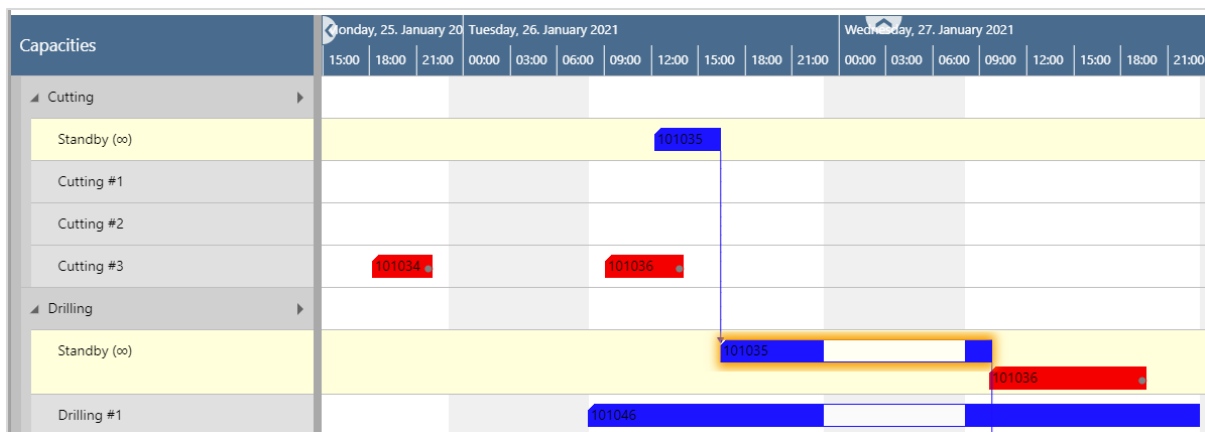 Capacities
onday, 25. January 20 Tuesday, 26. January 2021 Wednesday, 27. January 2021
15:00 18:00 21:00 00:00 03:00 06:00 09:00 12:00 15:00 18:00 21:00 00:00 03:00 06:00 09:00 12:00 15:00 18:00 21:00
Cutting
Standby (∞) 101035
Cutting #1
Cutting #2
Cutting #3 101034 101036
Drilling
Standby (∞) 101035
101036
Drilling #1 101046